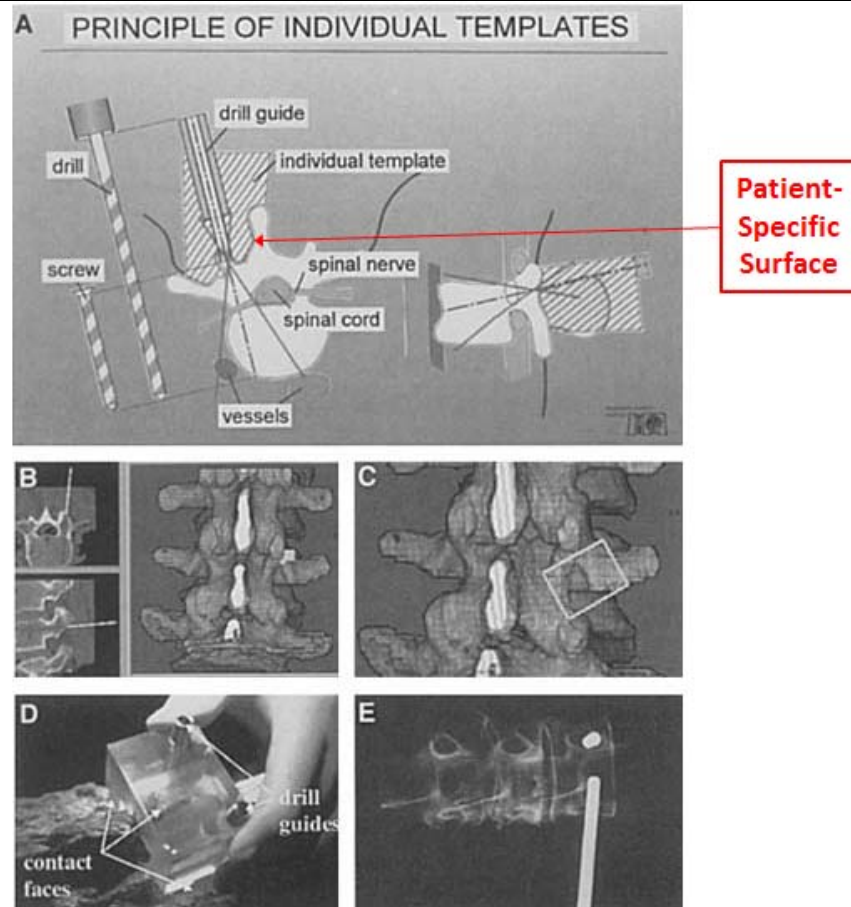 A
PRINCIPLE OF INDIVIDUAL TEMPLATES
drill guide
drill
individual template
Patient-
Specific
Surface
screw
spinal nerve
spinal cord
vessels
B
C
D
drill
guides
contact
faces
E